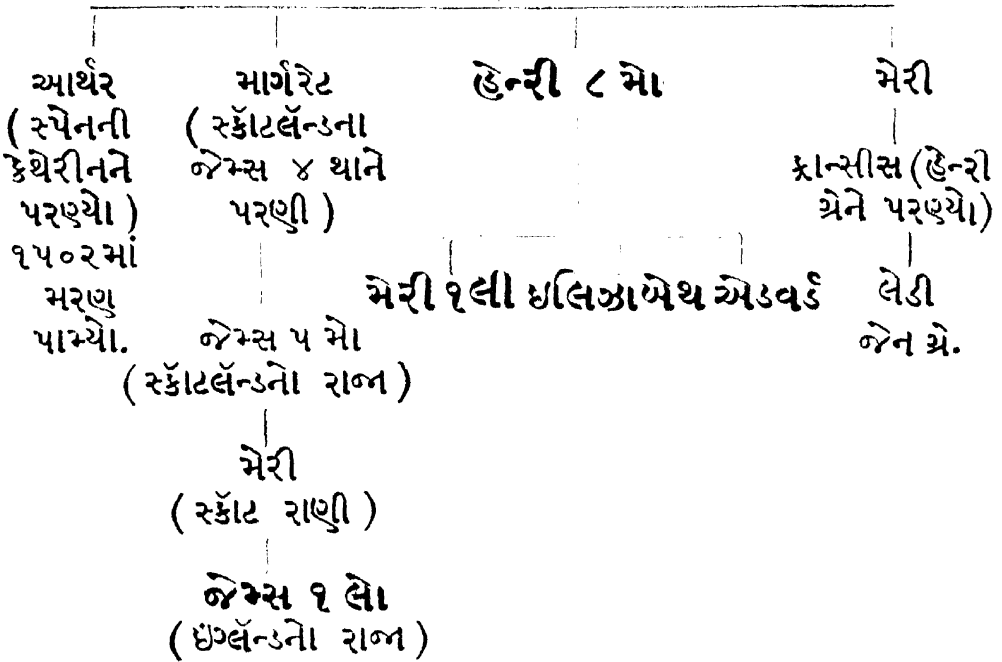 આર્થર માર્ગરેટ હેન્રી ૮ મો મેરી
( સ્પેનની ( સ્કૉટલૅન્ડના
કેથેરીનને જેમ્સ ૪ થાને ફ્રાન્સીસ (હેન્રી
પરણ્યો ) પરણી ) ગ્રેને પરણ્યો)
૧૫૦૨માં
મરણ મેરી ૧લી ઇલિઝાબેથ એડવર્ડ લેડી
પામ્યો. જેમ્સ ૫ મો જેન ગ્રે.
( સ્કૉટલૅન્ડનો રાજા )
મેરી
( સ્કૉટ રાણી )
જેમ્સ ૧ લો
( ઇંગ્લૅન્ડનો રાજા )